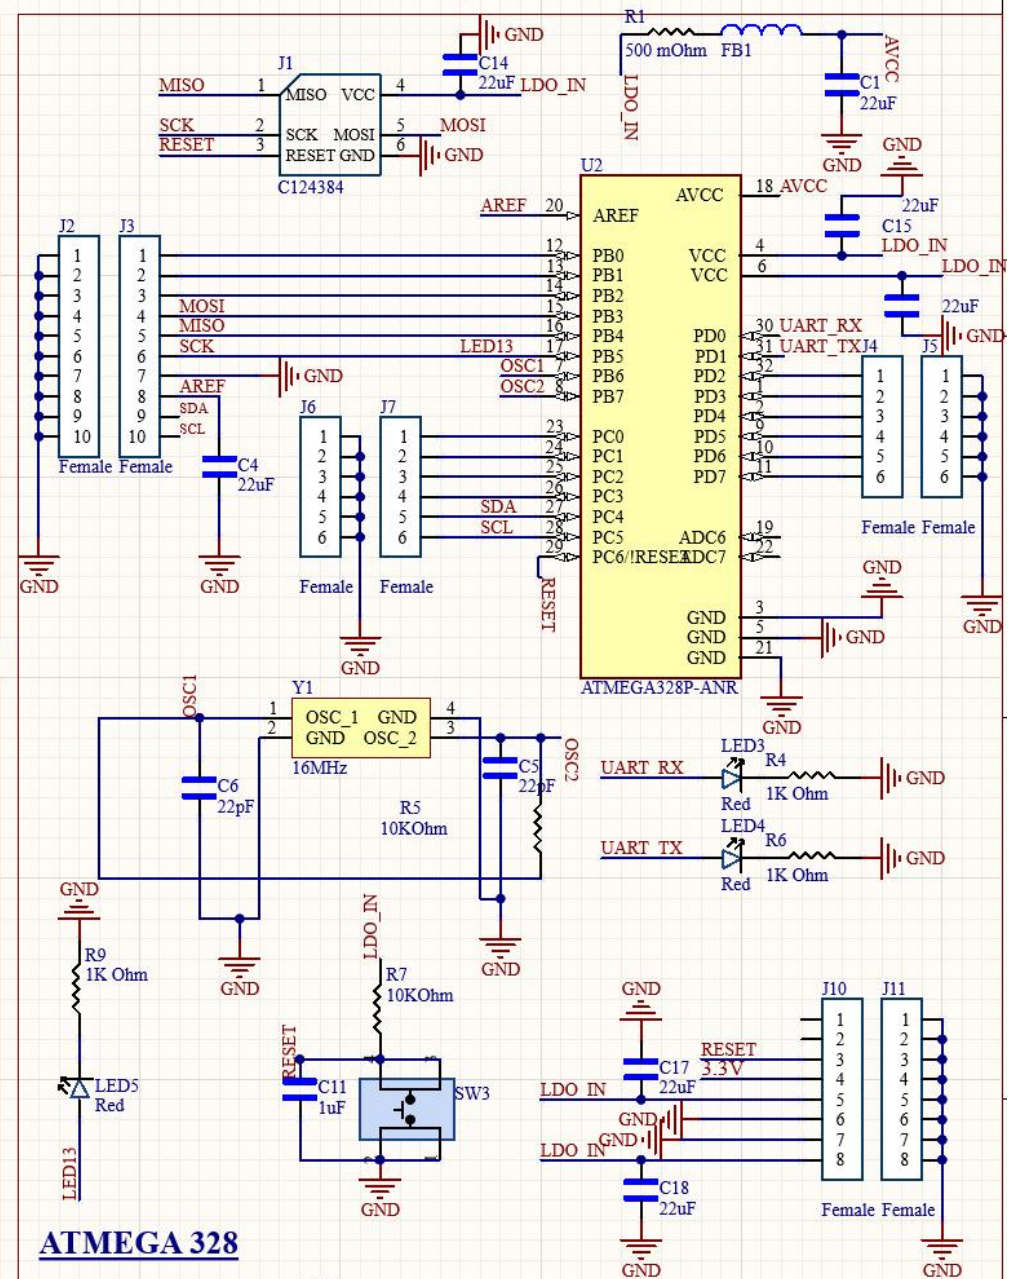 R1
500 mOhm
FB1
LDO_IN
AVCC
C1
22uF
GND
GND
C14
22uF
LDO_IN
J1
MISO
1
MISO
VCC
4
SCK
2
SCK
MOSI
5
MOSI
RESET
3
RESET
GND
6
GND
C124384
U2
AREF
20
AREF
AVCC
18
AVCC
GND
22uF
C15
LDO_IN
LDO_IN
22uF
GND
J2
J3
1
2
3
4
5
6
7
8
9
10
Female
1
2
3
4
5
6
7
8
9
10
Female
MOSI
MISO
SCK
GND
AREF
SDA
SCL
C4
22uF
GND
GND
LED13
OSC1
OSC2
12
PB0
13
PB1
14
PB2
15
PB3
16
PB4
17
PB5
7
PB6
8
PB7
23
PC0
24
PC1
25
PC2
26
PC3
27
PC4
28
PC5
29
PC6/!RESET
SDA
SCL
RESET
VCC
4
VCC
6
PD0
30
UART_RX
PD1
31
UART_TX
PD2
32
PD3
1
PD4
2
PD5
9
PD6
10
PD7
11
ADC6
19
ADC7
22
GND
3
GND
5
GND
21
GND
GND
GND
ATMEGA328P-ANR
J4
J5
1
2
3
4
5
6
Female
1
2
3
4
5
6
Female
GND
J6
J7
1
2
3
4
5
6
Female
1
2
3
4
5
6
Female
GND
OSC1
Y1
1
OSC_1
GND
4
2
GND
OSC_2
3
16MHz
C6
22pF
C5
22pF
OSC2
R5
10KOhm
GND
GND
UART_RX
LED3
Red
R4
1K Ohm
GND
UART_TX
LED4
Red
R6
1K Ohm
GND
GND
R9
1K Ohm
LED5
Red
LED13
LDO_IN
R7
10KOhm
RESET
C11
1uF
SW3
GND
GND
C17
22uF
LDO_IN
RESET
3.3V
GND
GND
LDO_IN
C18
22uF
GND
J10
J11
1
2
3
4
5
6
7
8
Female
1
2
3
4
5
6
7
8
Female
GND
ATMEGA 328